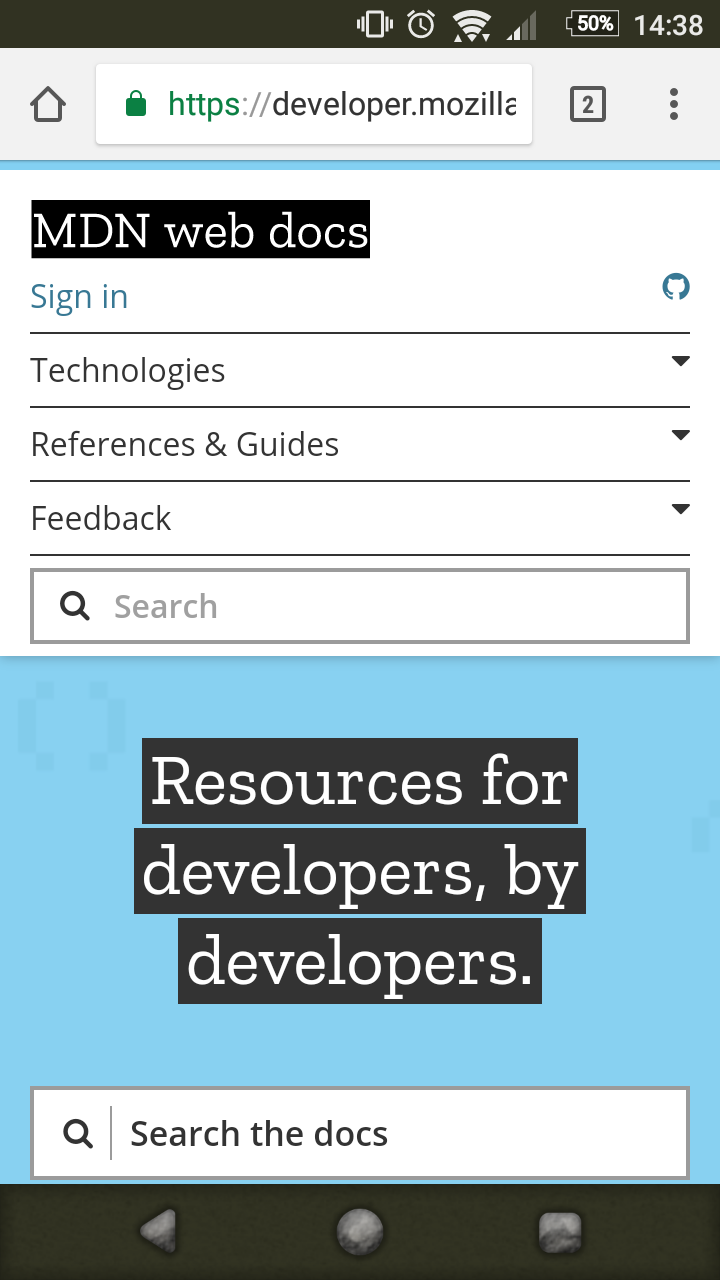 50% 14:38
https://developer.mozilla
2
MDN web docs
Sign in
Technologies
References & Guides
Feedback
Search
Resources for
developers, by
developers.
Search the docs